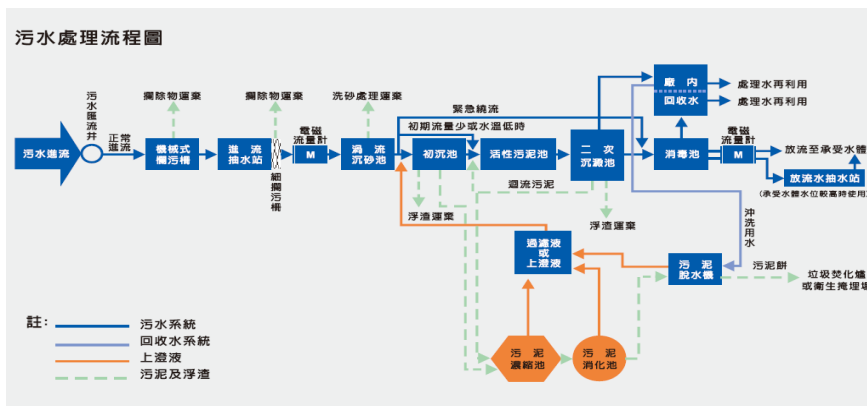 污水處理流程圖
污水進流
污水匯流井
正常
進流
攔除物運棄
機械式
攔污柵
攔除物運棄
進流
抽水站
細攔污柵
電磁
流量計
M
洗砂處理運棄
渦流
沉砂池
緊急繞流
初期流量少或水溫低時
初沉池
浮渣運棄
活性污泥池
迴流污泥
二次
沉澱池
浮渣運棄
廠內
回收水
處理水再利用
處理水再利用
消毒池
電磁
流量計
M
放流至承受水體
放流水抽水站
(承受水體水位較高時使用)
沖洗用水
過濾液
或
上澄液
污泥
脫水機
污泥餅
垃圾焚化爐
或衛生掩埋場
污泥
濃縮池
污泥
消化池
註:
污水系統
回收水系統
上澄液
污泥及浮渣